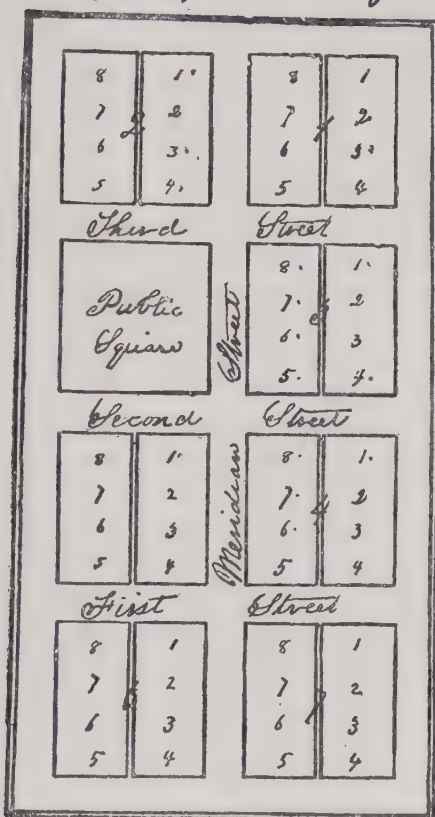 8 1. 8 1
7 2 2 7 2
6 3. 6 3.
5 4. 5 4
Third Street
Public
Square
Street
8. 1.
7. 2
6. 3
5. 4.
Second Street
8 1. 8. 1.
7 2 7. 4 2
6 3 6. 3
5 4 5 4
Meridian
First Street
8 1 8 1
7 2 7 2
6 3 6 3
5 4 5 4